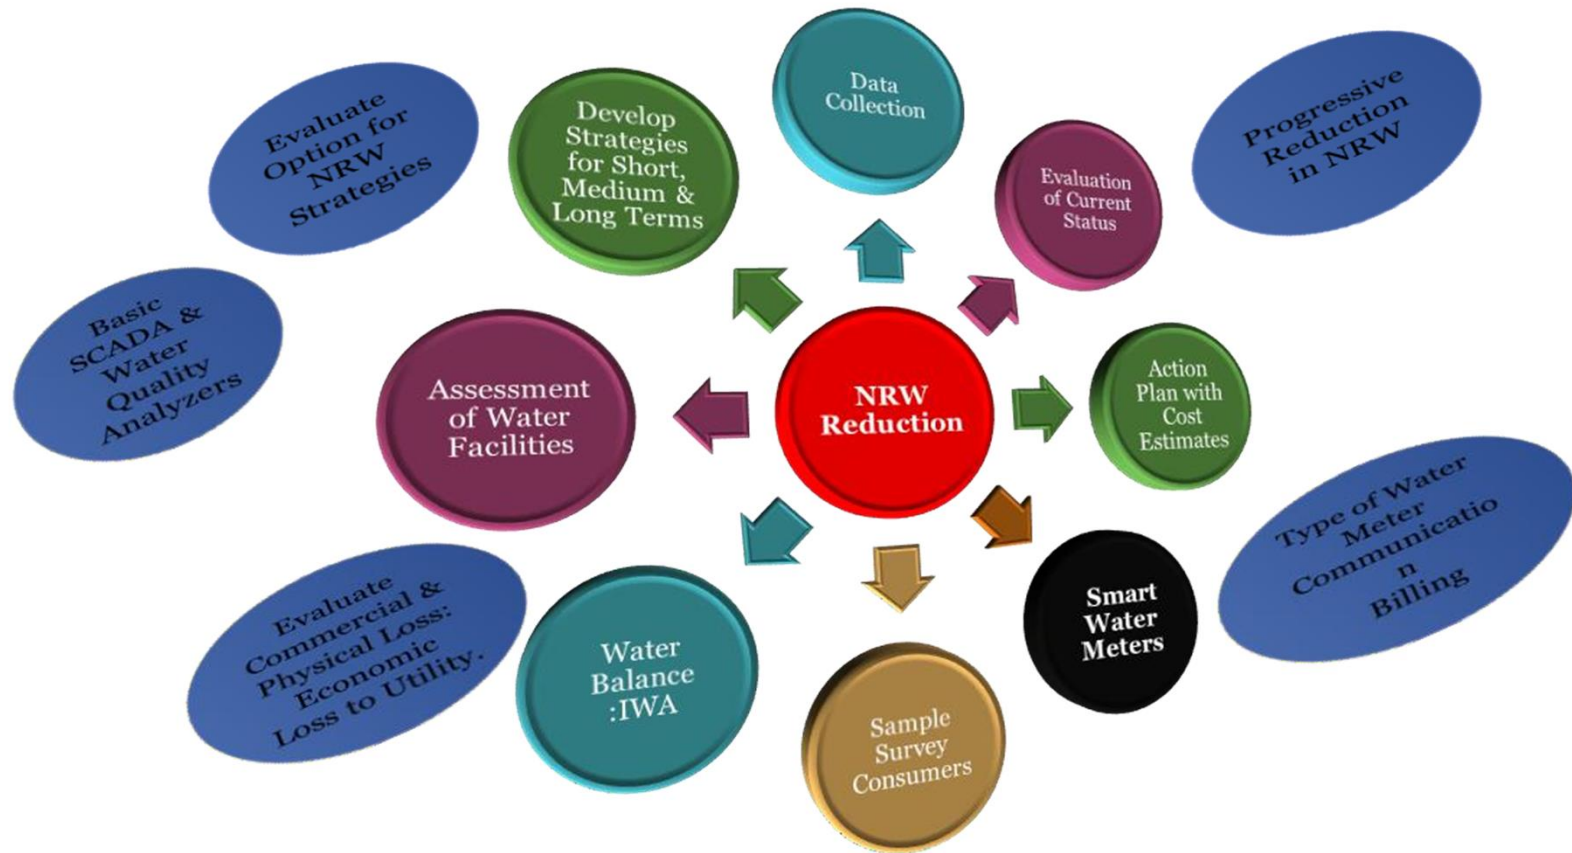 Data
Collection
Evaluate
Option for
NRW
Strategies
Develop
Strategies
for Short,
Medium &
Long Terms
Progressive
Reduction
in NRW
Evaluation
of Current
Status
Basic
SCADA &
Water
Quality
Analyzers
Assessment
of Water
Facilities
NRW
Reduction
Action
Plan with
Cost
Estimates
Evaluate
Commercial &
Physical Loss:
Economic
Loss to Utility.
Water
Balance
:IWA
Sample
Survey
Consumers
Smart
Water
Meters
Type of Water
Meter
Communicatio
n
Billing